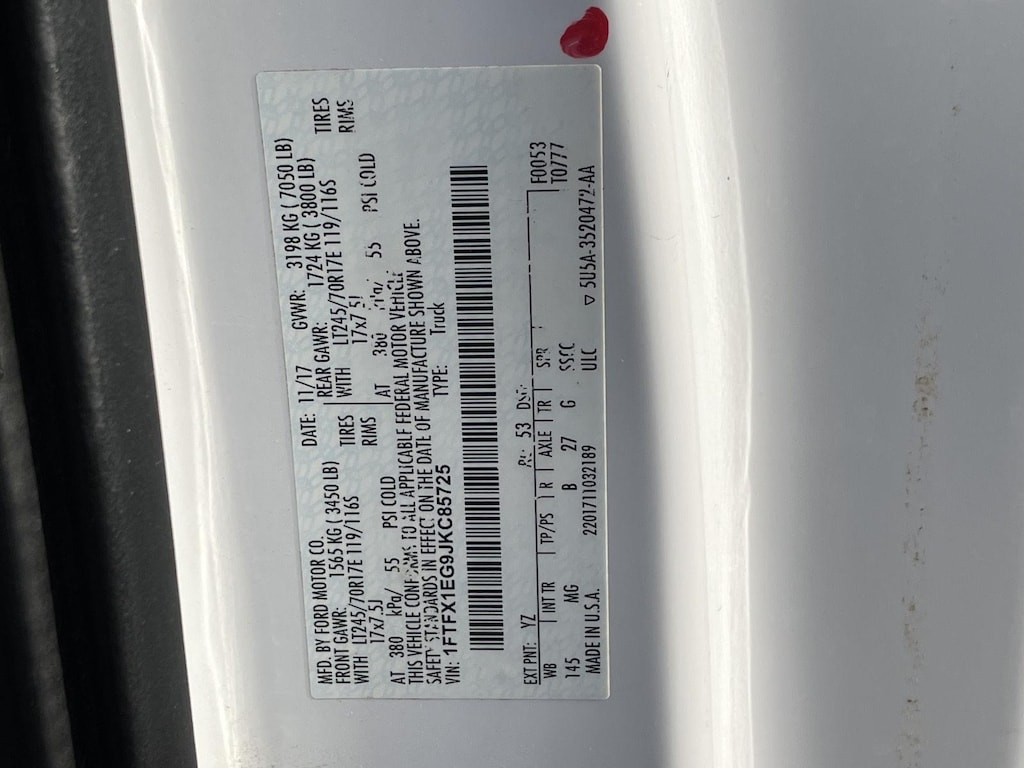 MFD. BY FORD MOTOR CO. DATE: 11/17 GVWR: 3198 KG ( 7050 LB)
FRONT GAWR: 1565 KG ( 3450 LB) REAR GAWR: 1724 KG ( 3800 LB)
WITH LT245/70R17E 119/116S TIRES WITH LT245/70R17E 119/116S TIRES
17x7.5J RIMS 17x7.5J RIMS
AT 380 kPa/ 55 PSI COLD AT 380 kPa/ 55 PSI COLD
THIS VEHICLE CONFORMS TO ALL APPLICABLE FEDERAL MOTOR VEHICLE
SAFETY STANDARDS IN EFFECT ON THE DATE OF MANUFACTURE SHOWN ABOVE.
VIN: 1FTFX1EG9JKC85725 TYPE: Truck
EXT PNT: YZ RC: 53 DSO: F0053
WB INT TR TP/PS R AXLE TR SPR T0777
145 MG B 27 G SSCC
MADE IN U.S.A. 2201711032189 ULC ▽ 5U5A-3520472-AA